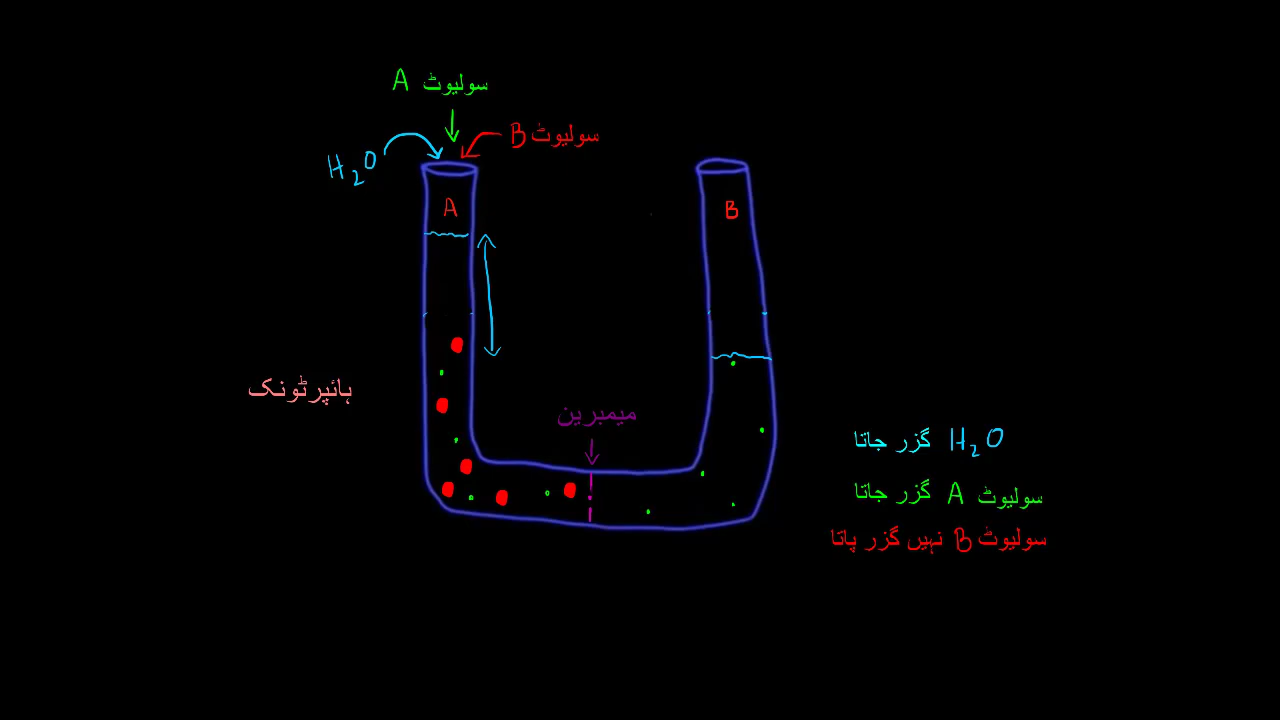 سولیوٹ A
سولیوٹ B
H₂O
A
B
ہائپرٹونک
میمبرین
H₂O گزر جاتا
سولیوٹ A گزر جاتا
سولیوٹ B نہیں گزر پاتا